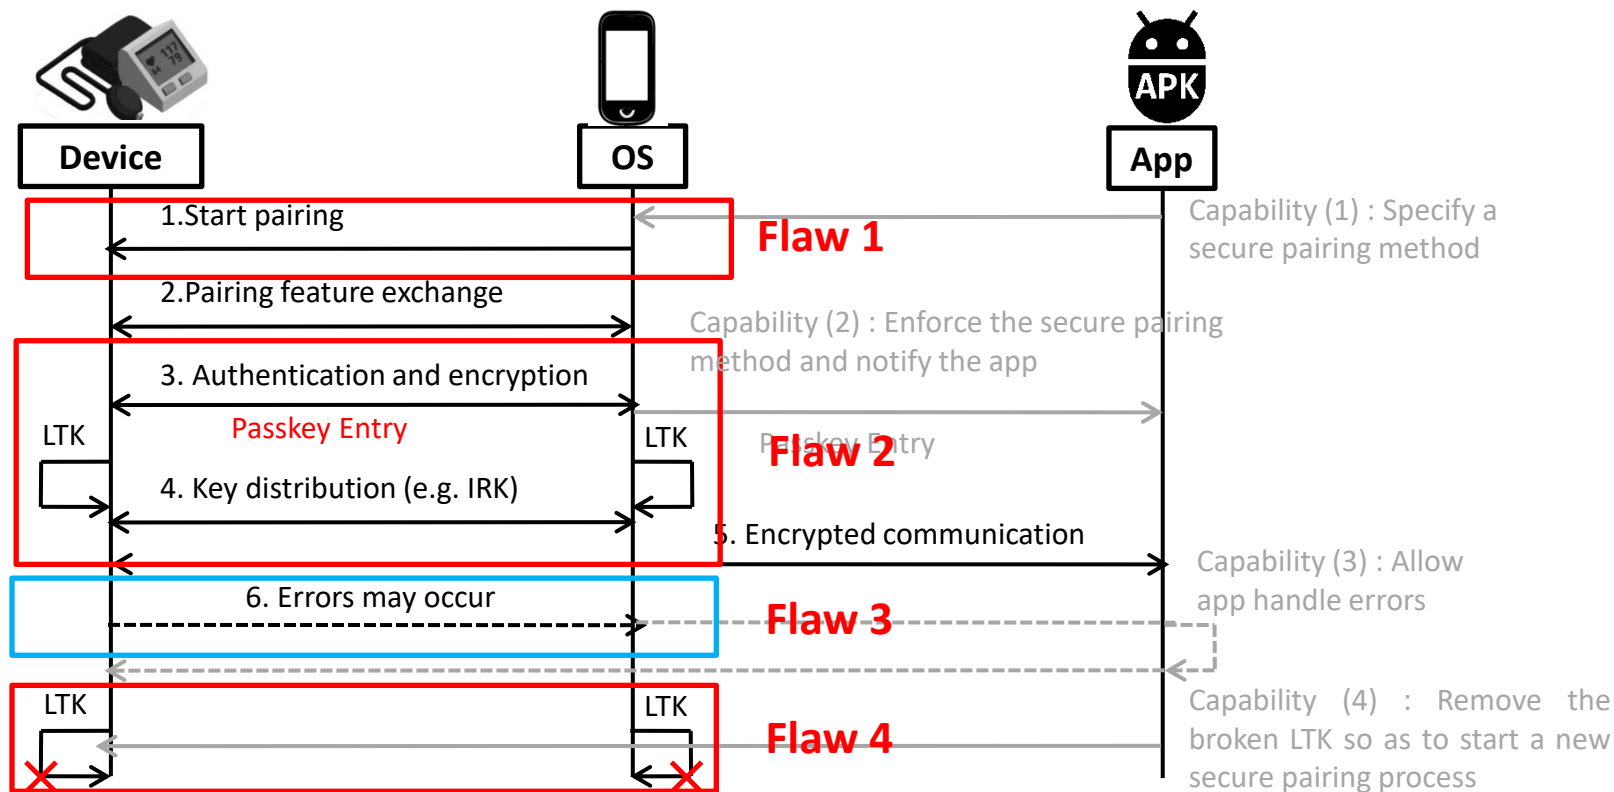 117
79
84
APK
Device
OS
App
1.Start pairing
Flaw 1
Capability (1) : Specify a
secure pairing method
2.Pairing feature exchange
Capability (2) : Enforce the secure pairing
method and notify the app
3. Authentication and encryption
Passkey Entry
LTK
LTK
Passkey Entry
Flaw 2
4. Key distribution (e.g. IRK)
5. Encrypted communication
Capability (3) : Allow
app handle errors
6. Errors may occur
Flaw 3
LTK
LTK
Flaw 4
Capability (4) : Remove the
broken LTK so as to start a new
secure pairing process